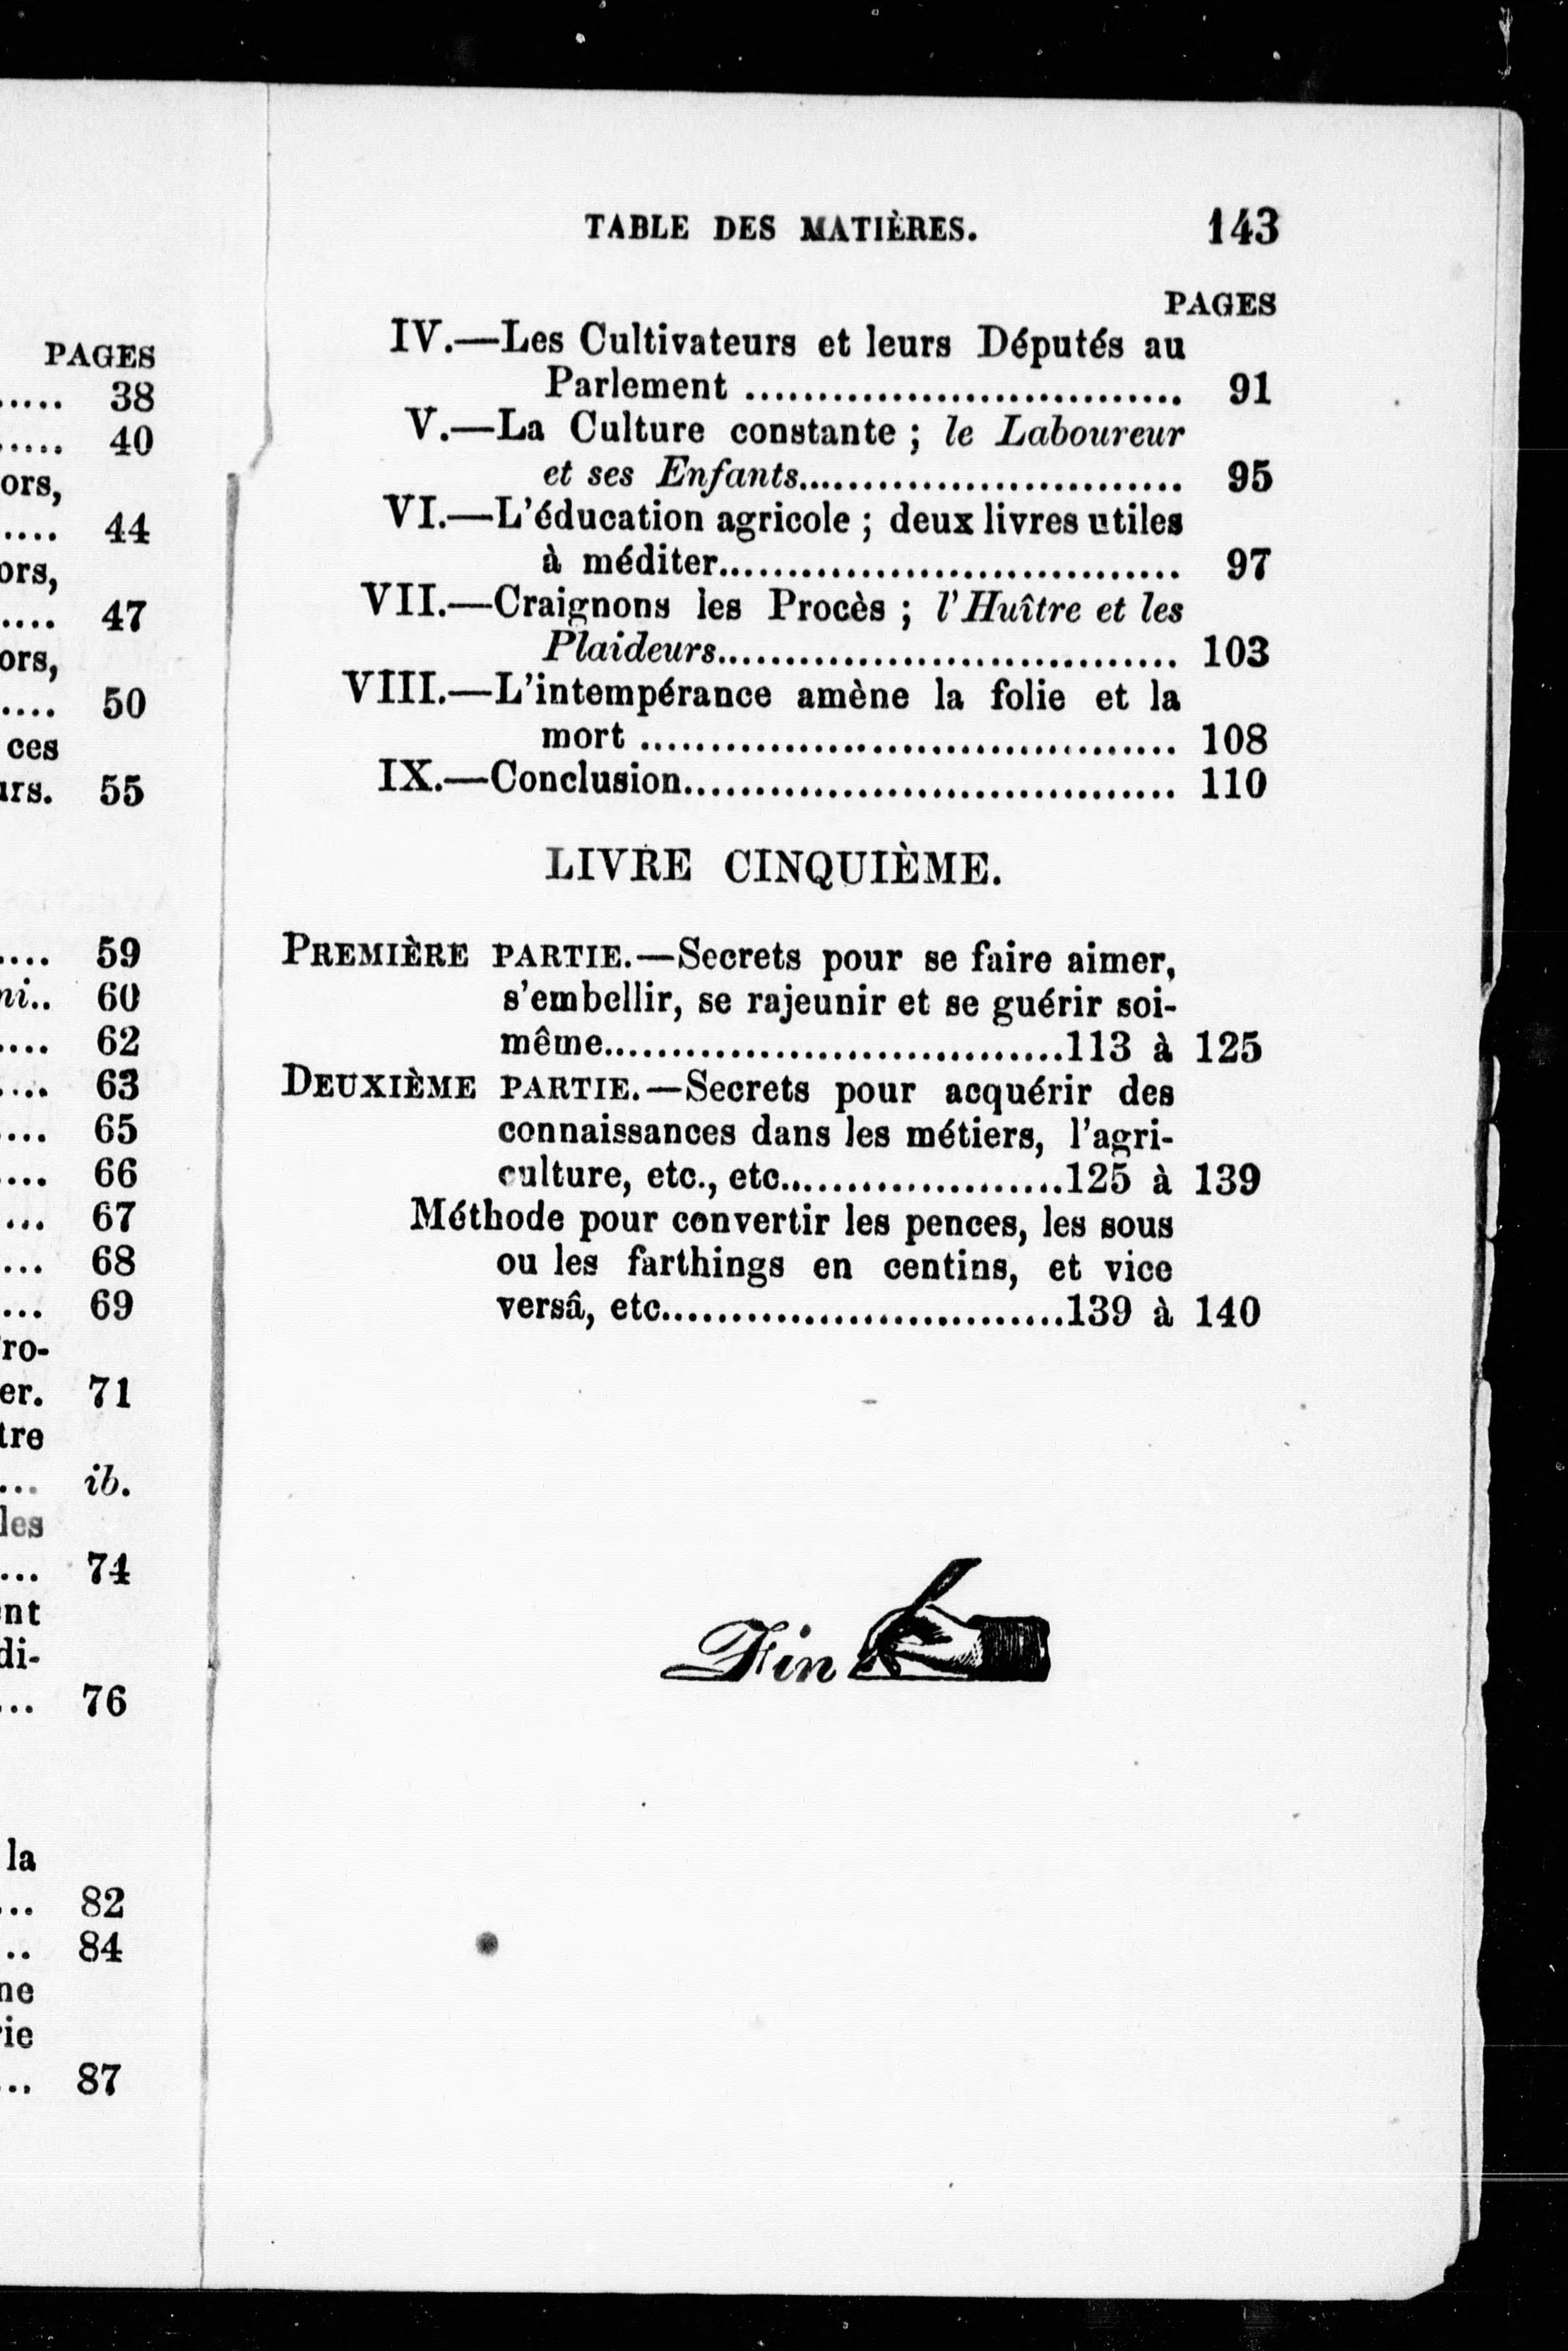 PAGES
..... 38
..... 40
ors,
.... 44
ors,
.... 47
ors,
.... 50
ces
urs. 55
.... 59
ni.. 60
.... 62
.... 63
.... 65
.... 66
... 67
... 68
... 69
ro-
er. 71
tre
... ib.
les
... 74
nt
di-
... 76
la
... 82
.. 84
ne
rie
... 87
TABLE DES MATIÈRES. 143
PAGES
IV.—Les Cultivateurs et leurs Députés au
Parlement .............................. 91
V.—La Culture constante ; le Laboureur
et ses Enfants........................... 95
VI.—L'éducation agricole ; deux livres utiles
à méditer................................. 97
VII.—Craignons les Procès ; l'Huître et les
Plaideurs................................. 103
VIII.—L'intempérance amène la folie et la
mort ...................................... 108
IX.—Conclusion................................... 110
LIVRE CINQUIÈME.
PREMIÈRE PARTIE.—Secrets pour se faire aimer,
s'embellir, se rajeunir et se guérir soi-
même.................................113 à 125
DEUXIÈME PARTIE.—Secrets pour acquérir des
connaissances dans les métiers, l'agri-
culture, etc., etc....................125 à 139
Méthode pour convertir les pences, les sous
ou les farthings en centins, et vice
versâ, etc.............................139 à 140
Fin